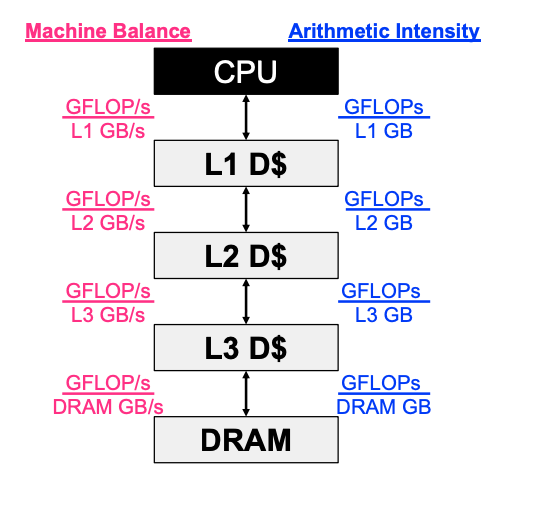 Machine Balance Arithmetic Intensity
CPU
GFLOP/s GFLOPs
L1 GB/s L1 GB
L1 D$
GFLOP/s GFLOPs
L2 GB/s L2 GB
L2 D$
GFLOP/s GFLOPs
L3 GB/s L3 GB
L3 D$
GFLOP/s GFLOPs
DRAM GB/s DRAM GB
DRAM